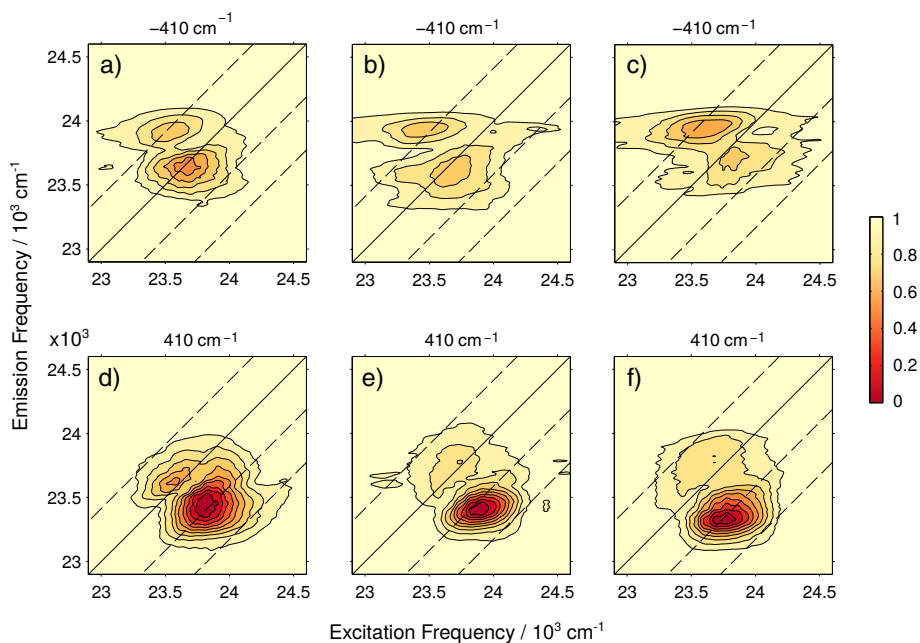 −410 cm⁻¹ −410 cm⁻¹ −410 cm⁻¹
a) b) c)
24.5
24
23.5
23
23 23.5 24 24.5 23 23.5 24 24.5 23 23.5 24 24.5
Emission Frequency / 10³ cm⁻¹
1
0.8
0.6
0.4
0.2
0
x10³ 410 cm⁻¹ 410 cm⁻¹ 410 cm⁻¹
d) e) f)
24.5
24
23.5
23
23 23.5 24 24.5 23 23.5 24 24.5 23 23.5 24 24.5
Excitation Frequency / 10³ cm⁻¹